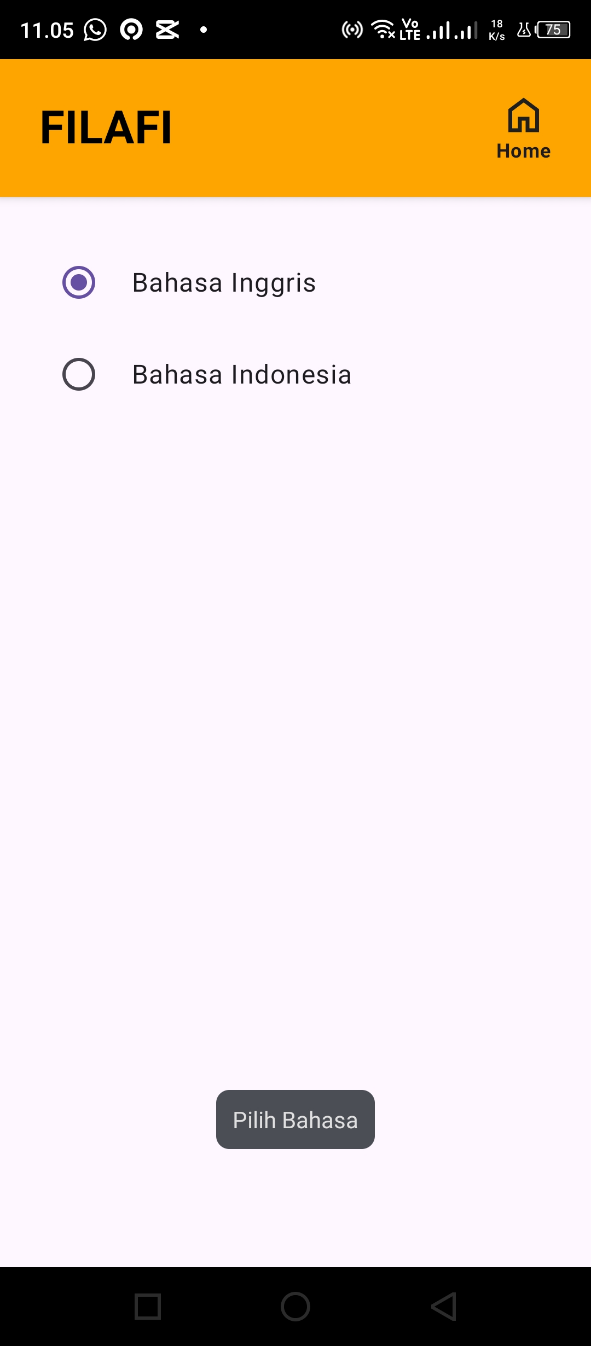 11.05
Vo
LTE
18
K/s
75
FILAFI
Home
Bahasa Inggris
Bahasa Indonesia
Pilih Bahasa